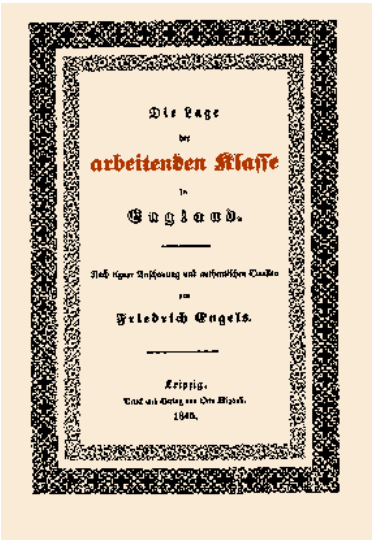 Die Lage
der
arbeitenden Klasse
in
England.
Nach eigner Anschauung und authentischen Quellen
von
Friedrich Engels.
Leipzig.
Druck und Verlag von Otto Wigand.
1845.